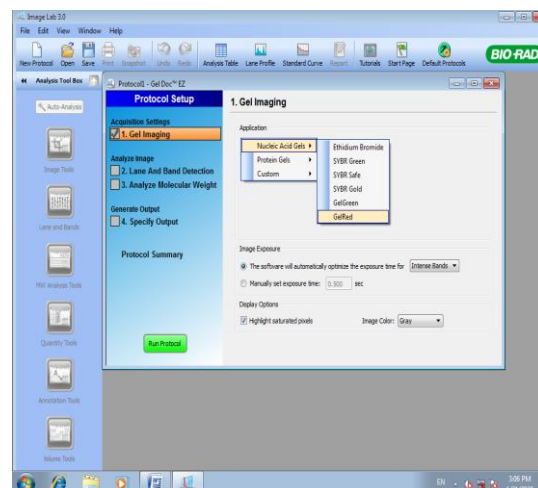 Image Lab 3.0
File Edit View Window Help
New Protocol Open Save Print Snapshot Undo Redo Analysis Table Lane Profile Standard Curve Report Tutorials Start Page Default Protocols
BIO-RAD
Analysis Tool Box
Auto-Analysis
Image Tools
Lane and Bands
MW Analysis Tools
Quantity Tools
Annotation Tools
Volume Tools
Protocol1 - Gel Doc™ EZ
Protocol Setup
Acquisition Settings
1. Gel Imaging
Analyze Image
2. Lane And Band Detection
3. Analyze Molecular Weight
Generate Output
4. Specify Output
Protocol Summary
Run Protocol
1. Gel Imaging
Application
Nucleic Acid Gels
Protein Gels
Custom
Ethidium Bromide
SYBR Green
SYBR Safe
SYBR Gold
GelGreen
GelRed
Image Exposure
The software will automatically optimize the exposure time for Intense Bands
Manually set exposure time: 0.500 sec
Display Options
Highlight saturated pixels Image Color: Gray
EN 3:06 PM